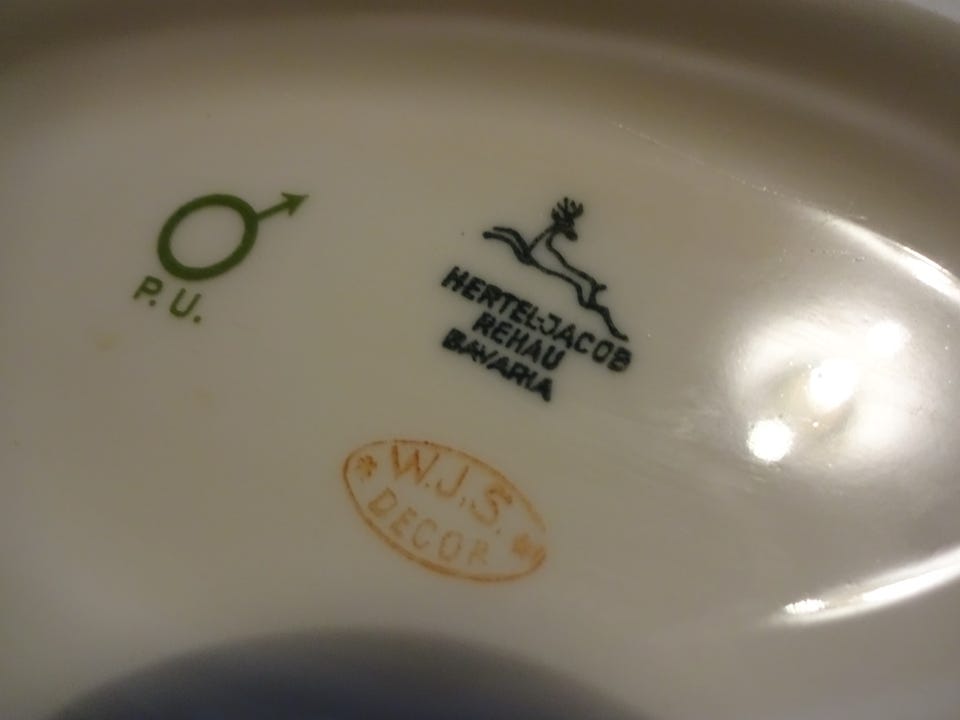 P.U.
HERTEL-JACOB
REHAU
BAVARIA
* W.J.S. *
DECOR